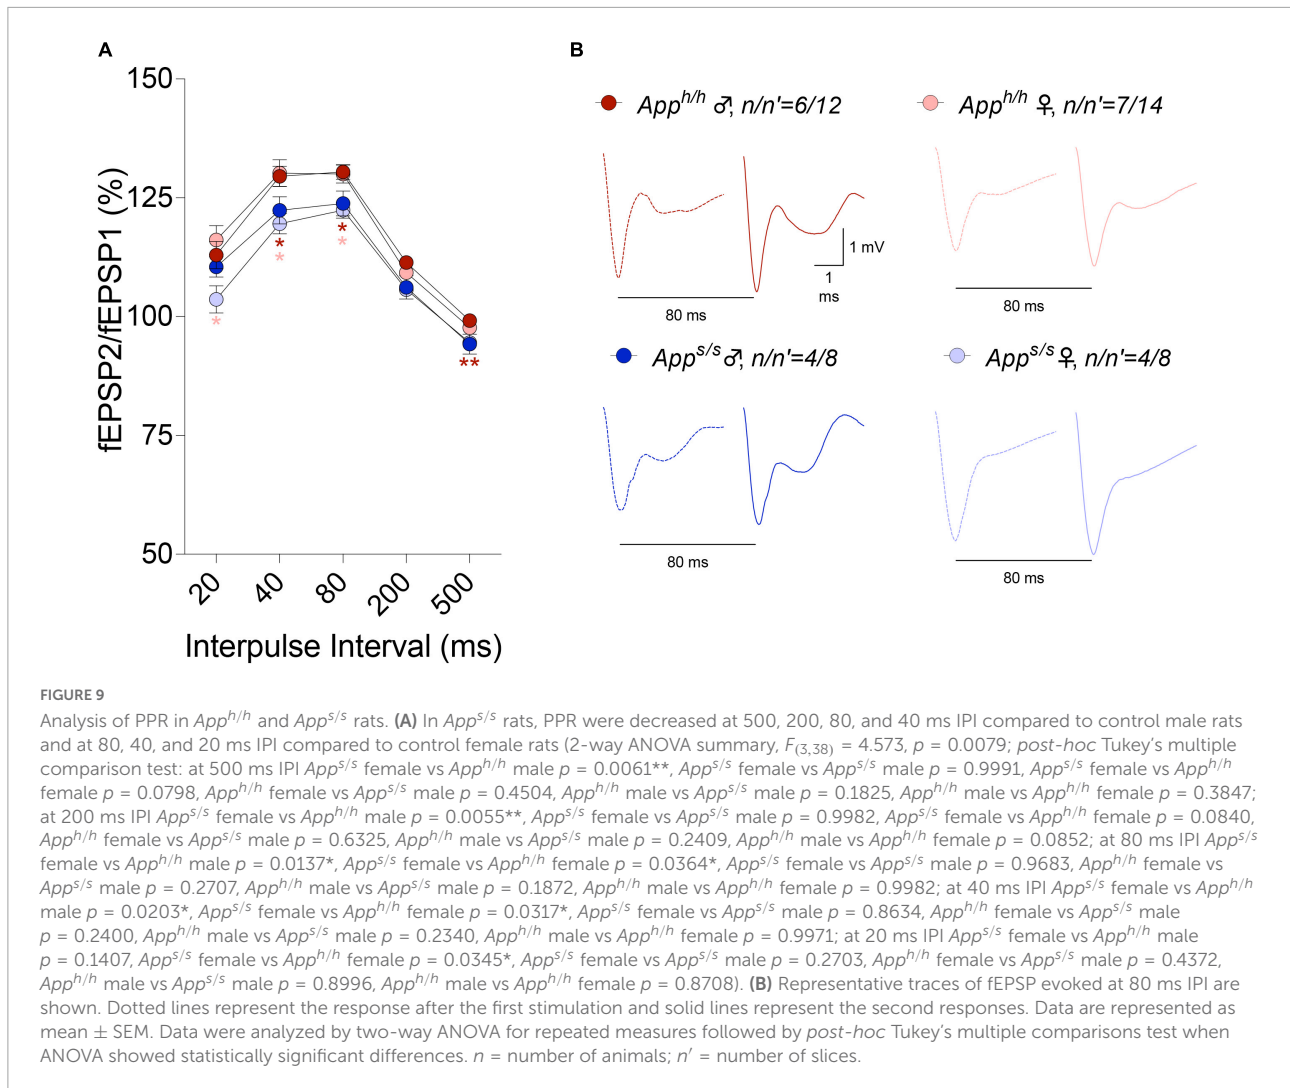 A
B
150
125
100
75
50
fEPSP2/fEPSP1 (%)
20
40
80
200
500
Interpulse Interval (ms)
*
*
*
*
*
**
App^h/h ♂, n/n'=6/12
App^h/h ♀, n/n'=7/14
1 mV
1
ms
80 ms
80 ms
App^s/s ♂, n/n'=4/8
App^s/s ♀, n/n'=4/8
80 ms
80 ms
FIGURE 9
Analysis of PPR in App^h/h and App^s/s rats. (A) In App^s/s rats, PPR were decreased at 500, 200, 80, and 40 ms IPI compared to control male rats
and at 80, 40, and 20 ms IPI compared to control female rats (2-way ANOVA summary, F(3,38) = 4.573, p = 0.0079; post-hoc Tukey's multiple
comparison test: at 500 ms IPI App^s/s female vs App^h/h male p = 0.0061**, App^s/s female vs App^s/s male p = 0.9991, App^s/s female vs App^h/h
female p = 0.0798, App^h/h female vs App^s/s male p = 0.4504, App^h/h male vs App^s/s male p = 0.1825, App^h/h male vs App^h/h female p = 0.3847;
at 200 ms IPI App^s/s female vs App^h/h male p = 0.0055**, App^s/s female vs App^s/s male p = 0.9982, App^s/s female vs App^h/h female p = 0.0840,
App^h/h female vs App^s/s male p = 0.6325, App^h/h male vs App^s/s male p = 0.2409, App^h/h male vs App^h/h female p = 0.0852; at 80 ms IPI App^s/s
female vs App^h/h male p = 0.0137*, App^s/s female vs App^h/h female p = 0.0364*, App^s/s female vs App^s/s male p = 0.9683, App^h/h female vs
App^s/s male p = 0.2707, App^h/h male vs App^s/s male p = 0.1872, App^h/h male vs App^h/h female p = 0.9982; at 40 ms IPI App^s/s female vs App^h/h
male p = 0.0203*, App^s/s female vs App^h/h female p = 0.0317*, App^s/s female vs App^s/s male p = 0.8634, App^h/h female vs App^s/s male
p = 0.2400, App^h/h male vs App^s/s male p = 0.2340, App^h/h male vs App^h/h female p = 0.9971; at 20 ms IPI App^s/s female vs App^h/h male
p = 0.1407, App^s/s female vs App^h/h female p = 0.0345*, App^s/s female vs App^s/s male p = 0.2703, App^h/h female vs App^s/s male p = 0.4372,
App^h/h male vs App^s/s male p = 0.8996, App^h/h male vs App^h/h female p = 0.8708). (B) Representative traces of fEPSP evoked at 80 ms IPI are
shown. Dotted lines represent the response after the first stimulation and solid lines represent the second responses. Data are represented as
mean ± SEM. Data were analyzed by two-way ANOVA for repeated measures followed by post-hoc Tukey's multiple comparisons test when
ANOVA showed statistically significant differences. n = number of animals; n′ = number of slices.